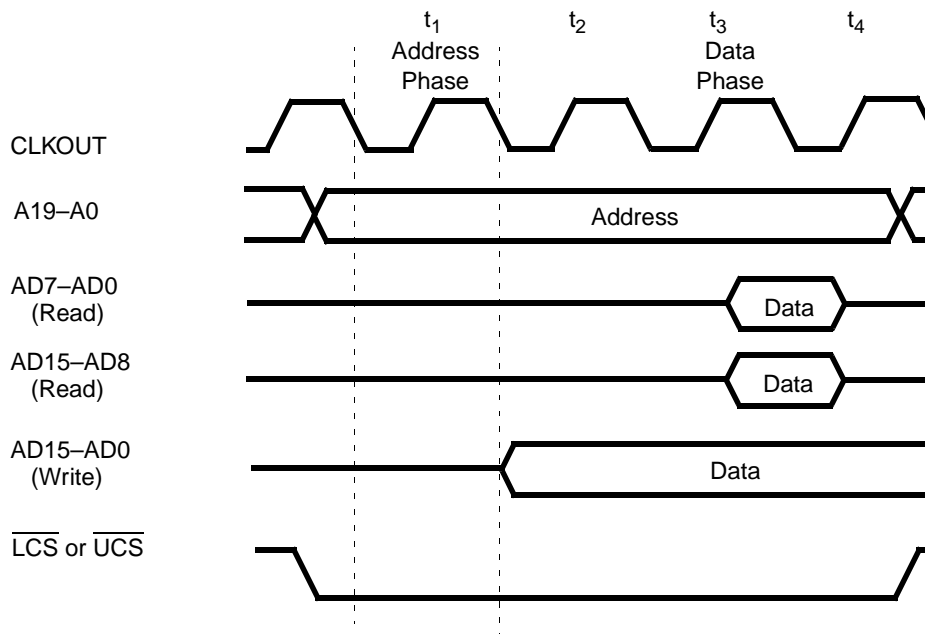 t1 t2 t3 t4
Address Data
Phase Phase
CLKOUT
A19–A0 Address
AD7–AD0
(Read) Data
AD15–AD8
(Read) Data
AD15–AD0
(Write) Data
LCS or UCS